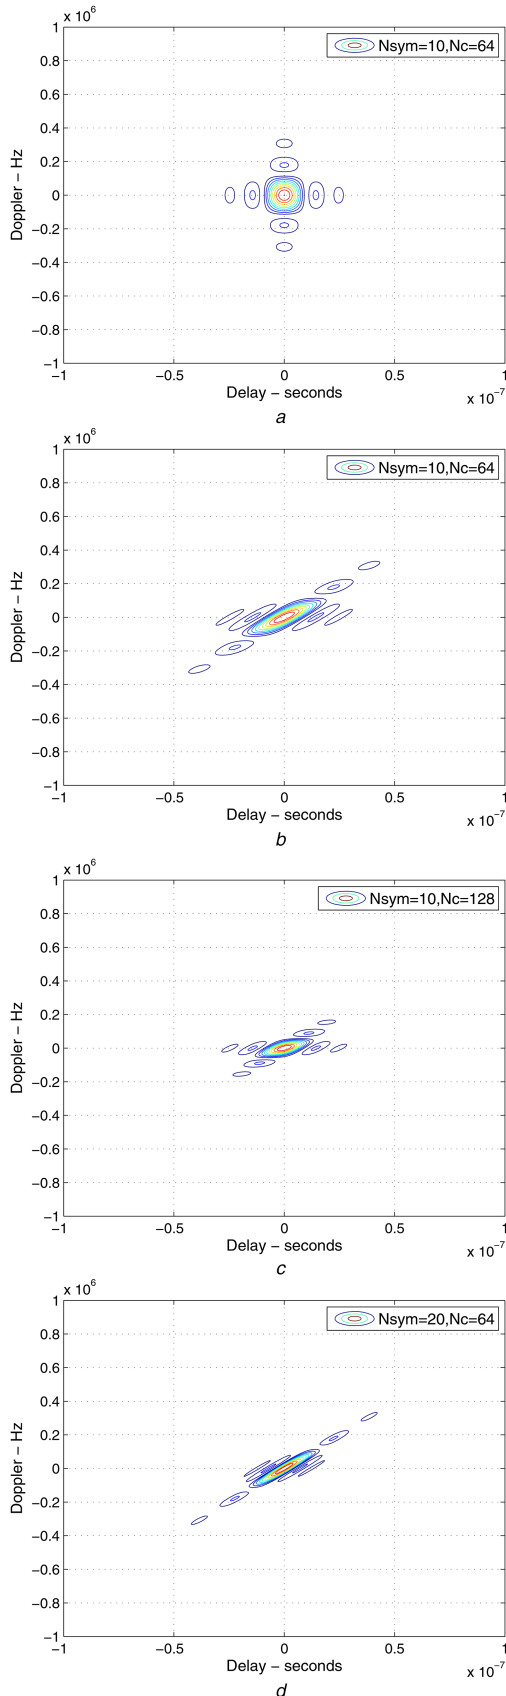 x 10^6
1
Nsym=10,Nc=64
0.8
0.6
0.4
0.2
0
−0.2
−0.4
−0.6
−0.8
−1
Doppler − Hz
−1 −0.5 0 0.5 1
Delay − seconds
x 10^-7
a
x 10^6
1
Nsym=10,Nc=64
0.8
0.6
0.4
0.2
0
−0.2
−0.4
−0.6
−0.8
−1
Doppler − Hz
−1 −0.5 0 0.5 1
Delay − seconds
x 10^-7
b
x 10^6
1
Nsym=10,Nc=128
0.8
0.6
0.4
0.2
0
−0.2
−0.4
−0.6
−0.8
−1
Doppler − Hz
−1 −0.5 0 0.5 1
Delay − seconds
x 10^-7
c
x 10^6
1
Nsym=20,Nc=64
0.8
0.6
0.4
0.2
0
−0.2
−0.4
−0.6
−0.8
−1
Doppler − Hz
−1 −0.5 0 0.5 1
Delay − seconds
x 10^-7
d